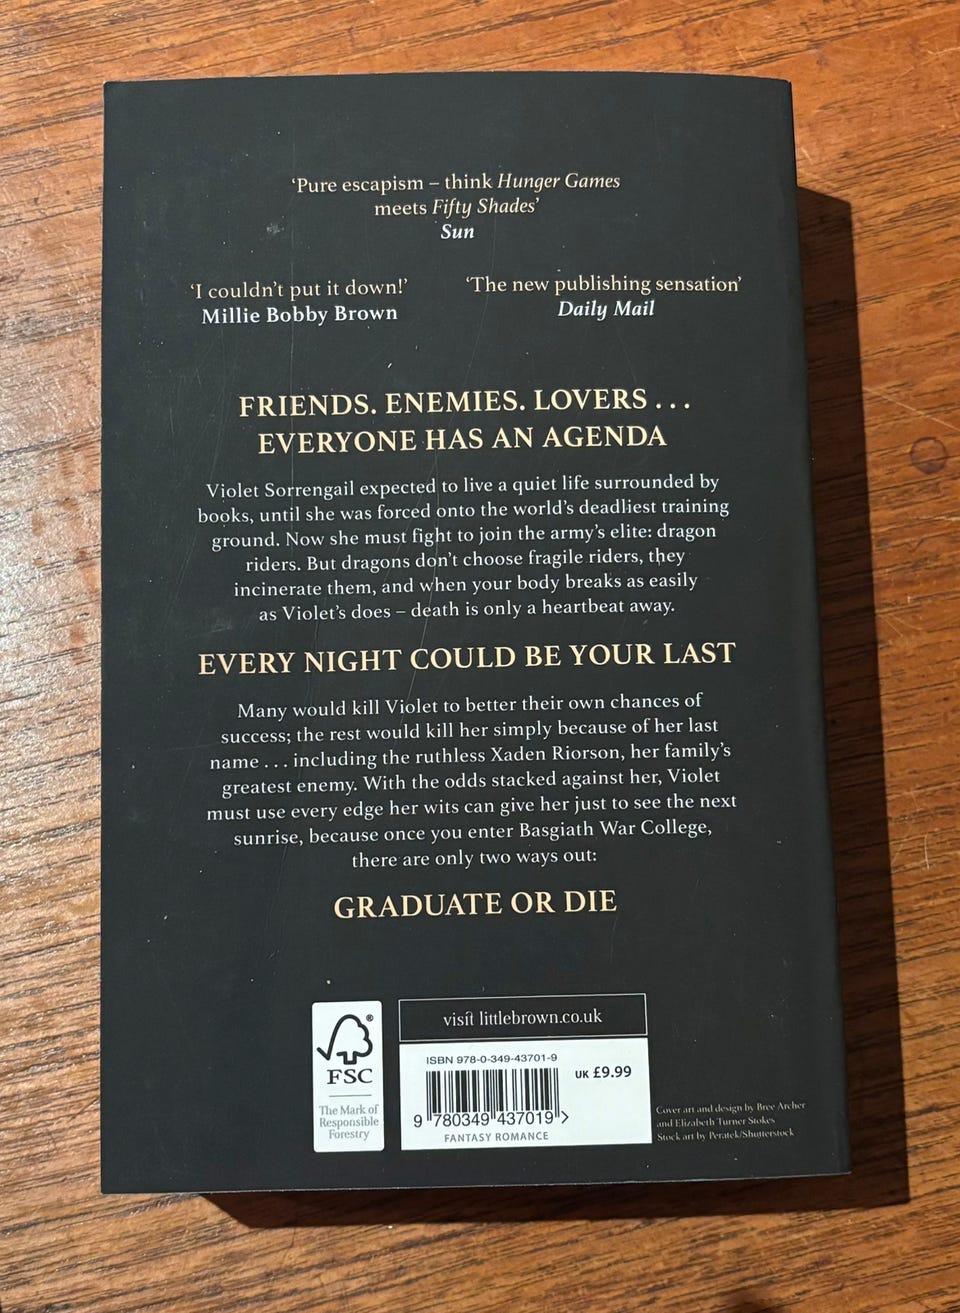 ‘Pure escapism – think Hunger Games
meets Fifty Shades’
Sun
‘I couldn’t put it down!’
Millie Bobby Brown
‘The new publishing sensation’
Daily Mail
FRIENDS. ENEMIES. LOVERS . . .
EVERYONE HAS AN AGENDA
Violet Sorrengail expected to live a quiet life surrounded by
books, until she was forced onto the world’s deadliest training
ground. Now she must fight to join the army’s elite: dragon
riders. But dragons don’t choose fragile riders, they
incinerate them, and when your body breaks as easily
as Violet’s does – death is only a heartbeat away.
EVERY NIGHT COULD BE YOUR LAST
Many would kill Violet to better their own chances of
success; the rest would kill her simply because of her last
name . . . including the ruthless Xaden Riorson, her family’s
greatest enemy. With the odds stacked against her, Violet
must use every edge her wits can give her just to see the next
sunrise, because once you enter Basgiath War College,
there are only two ways out:
GRADUATE OR DIE
®
FSC
The Mark of
Responsible
Forestry
visit littlebrown.co.uk
ISBN 978-0-349-43701-9
UK £9.99
9 780349 437019 >
FANTASY ROMANCE
Cover art and design by Bree Archer
and Elizabeth Turner Stokes
Stock art by Peratek/Shutterstock